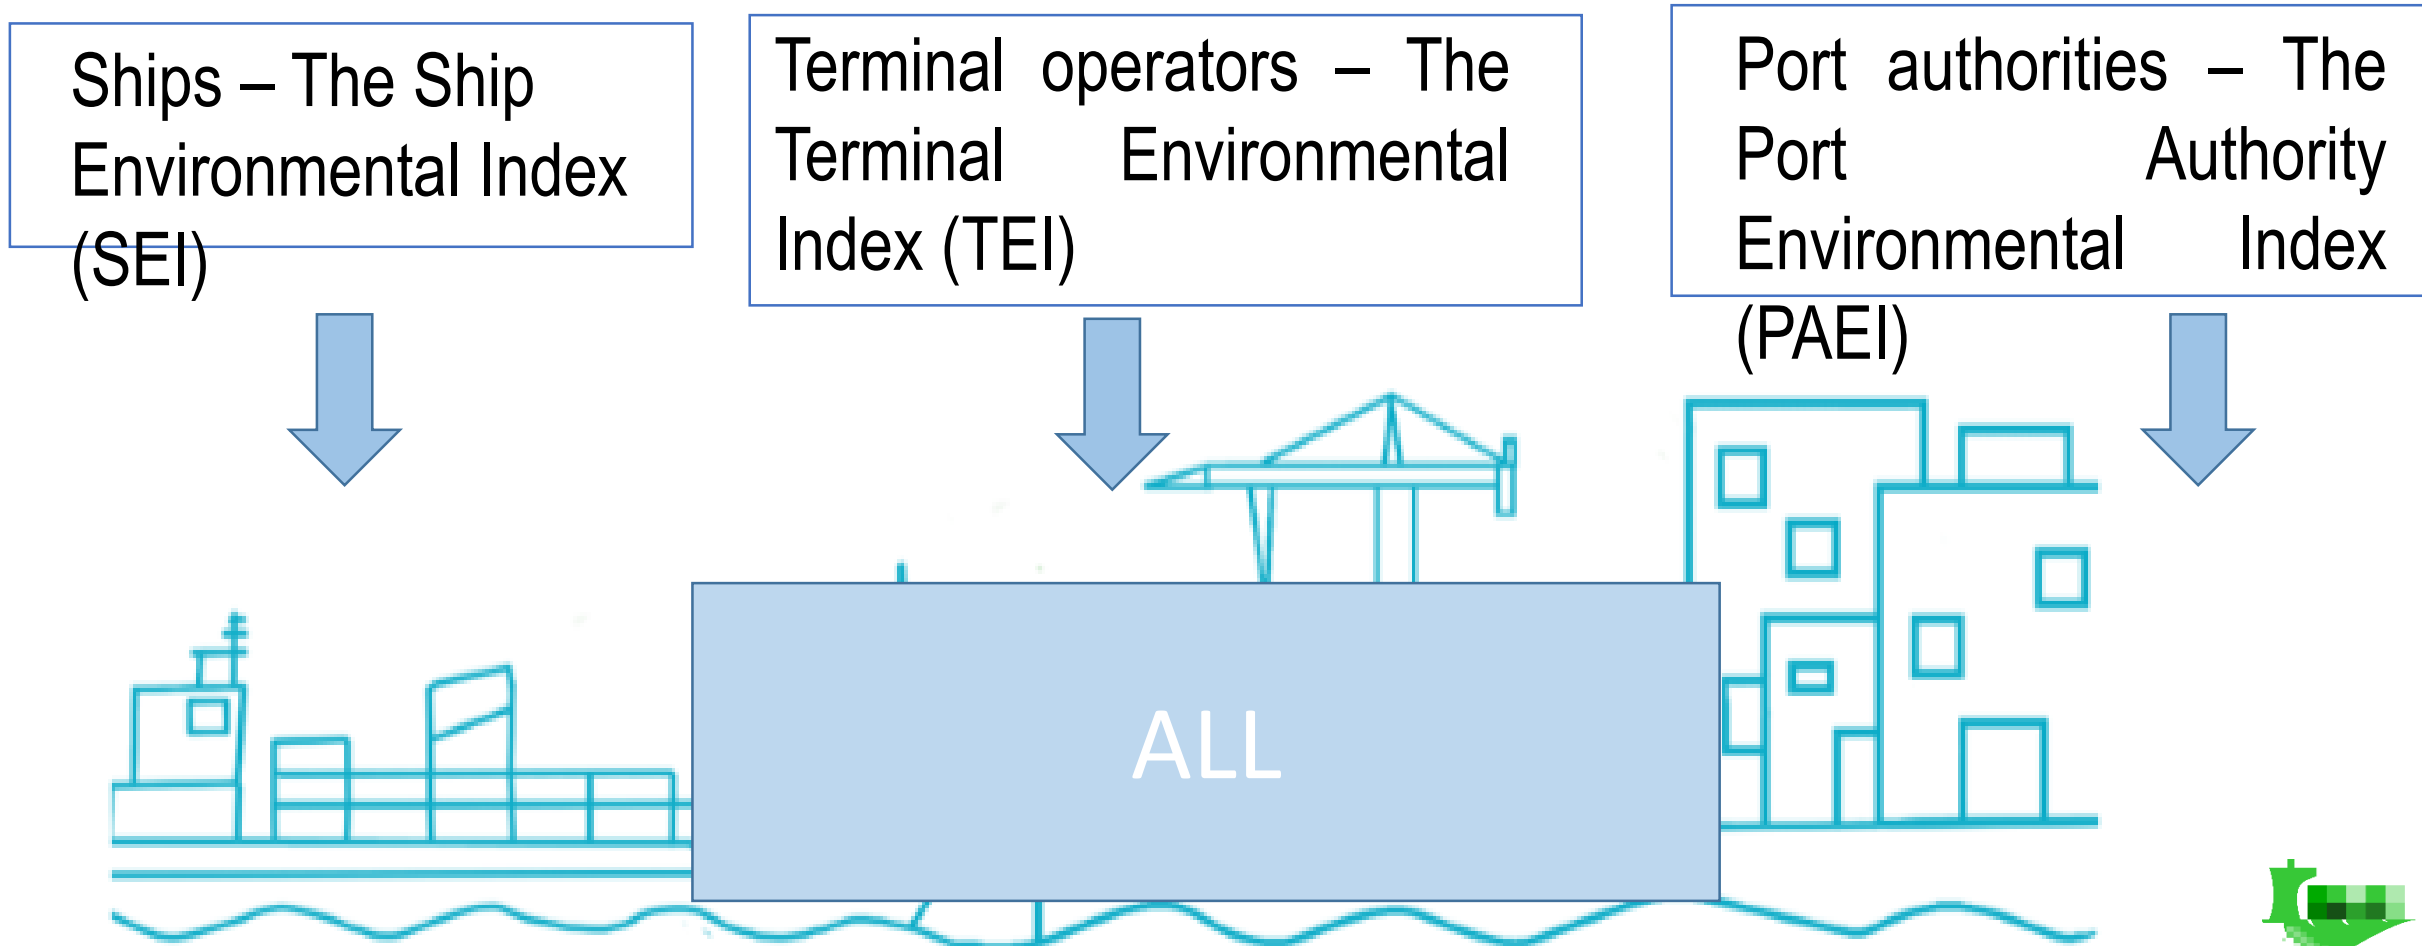 Ships – The Ship
Environmental Index
(SEI)
Terminal operators – The
Terminal Environmental
Index (TEI)
Port authorities – The
Port Authority
Environmental Index
(PAEI)
ALL